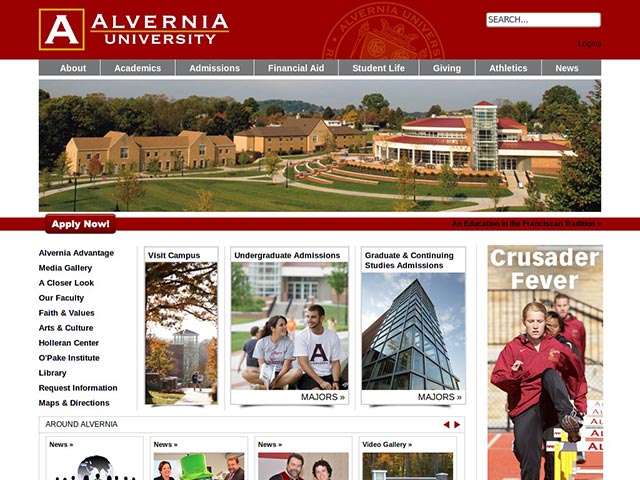 ALVERNIA
UNIVERSITY
SEARCH...
Logins
About
Academics
Admissions
Financial Aid
Student Life
Giving
Athletics
News
Apply Now!
An Education in the Franciscan Tradition »
Alvernia Advantage
Media Gallery
A Closer Look
Our Faculty
Faith & Values
Arts & Culture
Holleran Center
O'Pake Institute
Library
Request Information
Maps & Directions
Visit Campus
Undergraduate Admissions
MAJORS »
Graduate & Continuing
Studies Admissions
MAJORS »
Crusader
Fever
AROUND ALVERNIA
News »
News »
News »
Video Gallery »